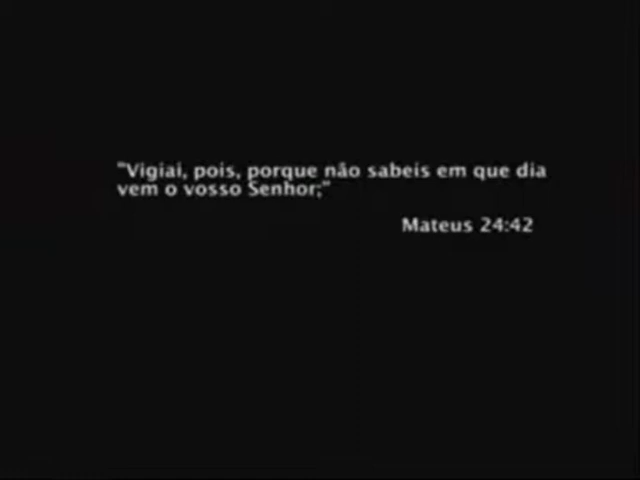 "Vigiai, pois, porque não sabeis em que dia
vem o vosso Senhor;"
Mateus 24:42